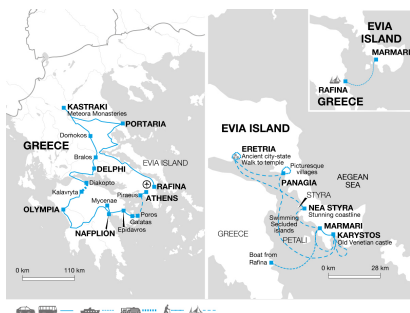 KASTRAKI
Meteora Monasteries
PORTARIA
Domokos
GREECE
Bralos
EVIA ISLAND
DELPHI
Diakopto
Kalavryta
RAFINA
Piraeus
ATHENS
Mycenae
OLYMPIA
Poros
Galatas
NAFPLION
Epidavros
0 km
110 km
EVIA
ISLAND
MARMARI
RAFINA
GREECE
EVIA ISLAND
ERETRIA
Ancient city-state
Walk to temple
Picturesque
villages
PANAGIA
AEGEAN
SEA
STYRA
NEA STYRA
Stunning coastline
Swimming
Secluded
islands
MARMARI
GREECE
PETALI
KARYSTOS
Old Venetian castle
Boat from
Rafina
0 km
28 km